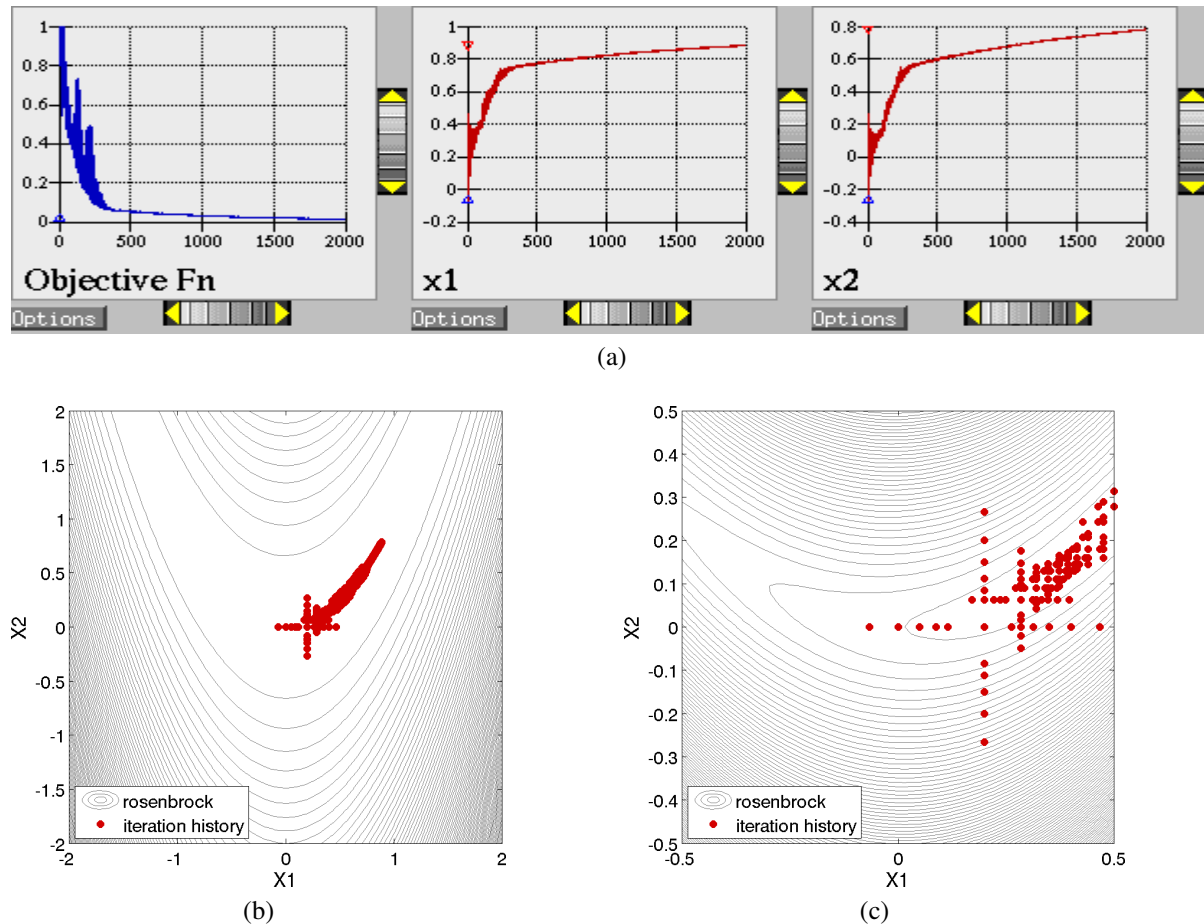 1
0.8
0.6
0.4
0.2
0
0 500 1000 1500 2000
Objective Fn
Options
1
0.8
0.6
0.4
0.2
0
-0.2
500 1000 1500 2000
x1
Options
0.8
0.6
0.4
0.2
0
-0.2
-0.4
0 500 1000 1500 2000
x2
Options
(a)
2
1.5
1
0.5
0
-0.5
-1
-1.5
-2
X2
rosenbrock
iteration history
-2 -1 0 1 2
X1
(b)
0.5
0.4
0.3
0.2
0.1
0
-0.1
-0.2
-0.3
-0.4
-0.5
X2
rosenbrock
iteration history
-0.5 0 0.5
X1
(c)